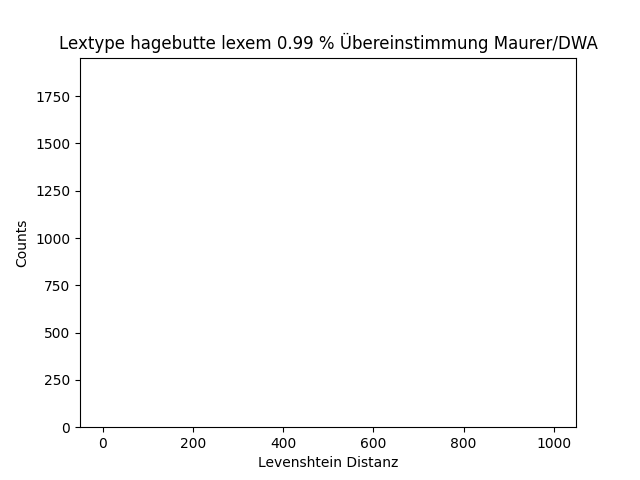 Lextype hagebutte lexem 0.99 % Übereinstimmung Maurer/DWA
1750
1500
1250
1000
750
500
250
0
Counts
0 200 400 600 800 1000
Levenshtein Distanz